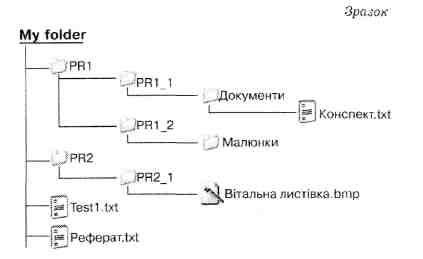 Зразок
My folder
PR1
PR1_1
Документи
Конспект.txt
PR1_2
Малюнки
PR2
PR2_1
Вітальна листівка.bmp
Test1.txt
Реферат.txt